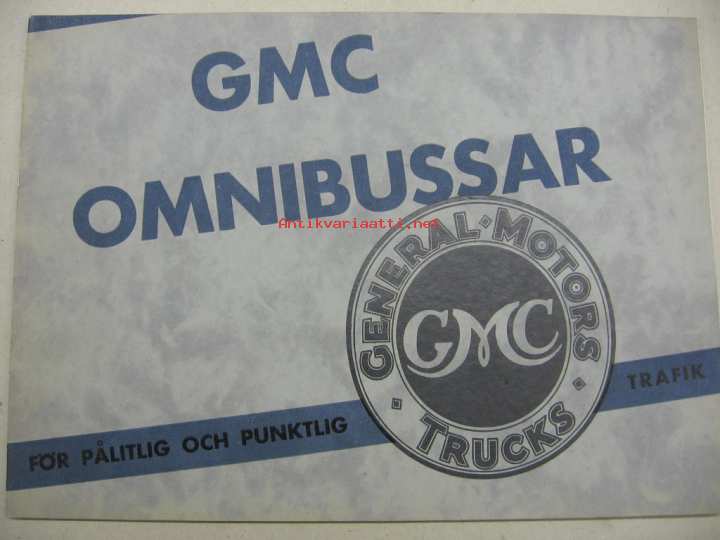 GMC
OMNIBUSSAR
Antikvariaatti.net
GENERAL·MOTORS
GMC
· TRUCKS ·
FÖR PÅLITLIG OCH PUNKTLIG TRAFIK